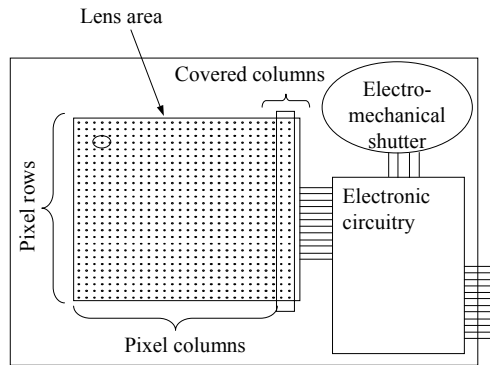 Lens area
Covered columns
Electro-
mechanical
shutter
Pixel rows
Electronic
circuitry
Pixel columns